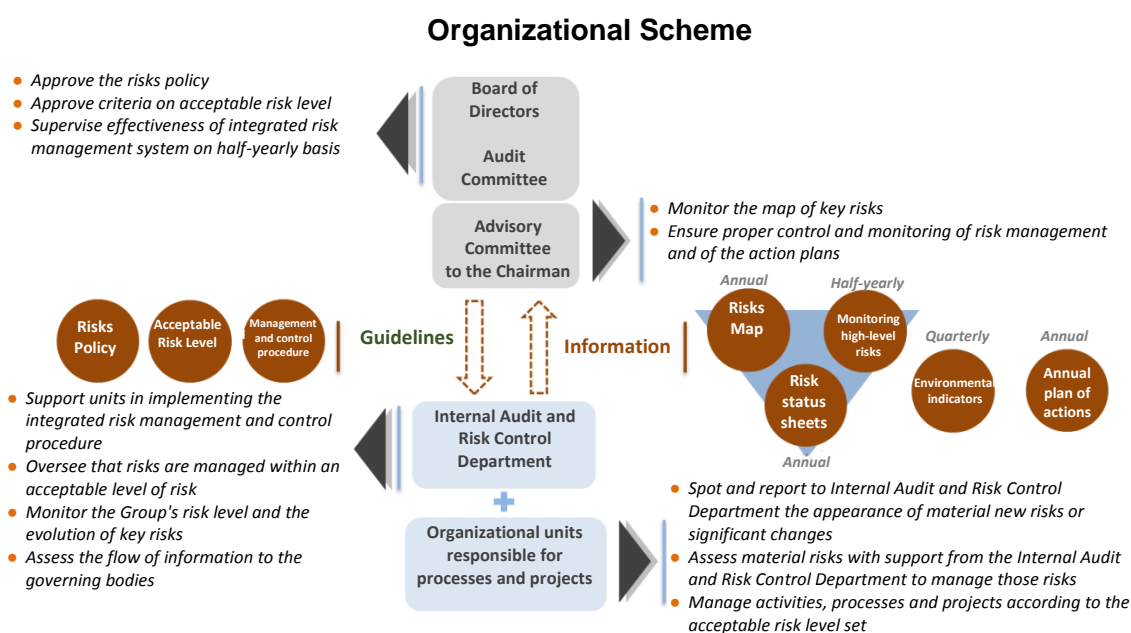 Organizational Scheme
● Approve the risks policy
● Approve criteria on acceptable risk level
● Supervise effectiveness of integrated risk
management system on half-yearly basis
Board of
Directors
Audit
Committee
Advisory
Committee
to the Chairman
● Monitor the map of key risks
● Ensure proper control and monitoring of risk management
and of the action plans
Risks
Policy
Acceptable
Risk Level
Management
and control
procedure
Guidelines
Information
Annual
Risks
Map
Half-yearly
Monitoring
high-level
risks
Risk
status
sheets
Annual
Quarterly
Environmental
indicators
Annual
Annual
plan of
actions
● Support units in implementing the
integrated risk management and control
procedure
● Oversee that risks are managed within an
acceptable level of risk
● Monitor the Group's risk level and the
evolution of key risks
● Assess the flow of information to the
governing bodies
Internal Audit and
Risk Control
Department
+
Organizational units
responsible for
processes and projects
● Spot and report to Internal Audit and Risk Control
Department the appearance of material new risks or
significant changes
● Assess material risks with support from the Internal Audit
and Risk Control Department to manage those risks
● Manage activities, processes and projects according to the
acceptable risk level set